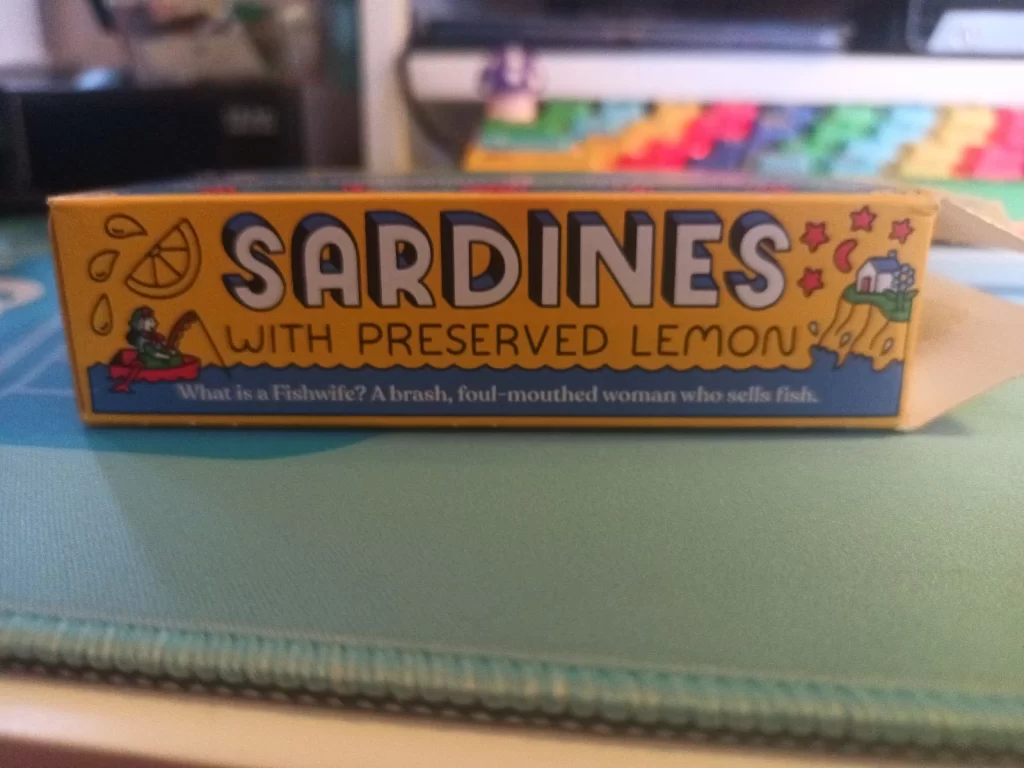 SARDINES
WITH PRESERVED LEMON
What is a Fishwife? A brash, foul-mouthed woman who sells fish.